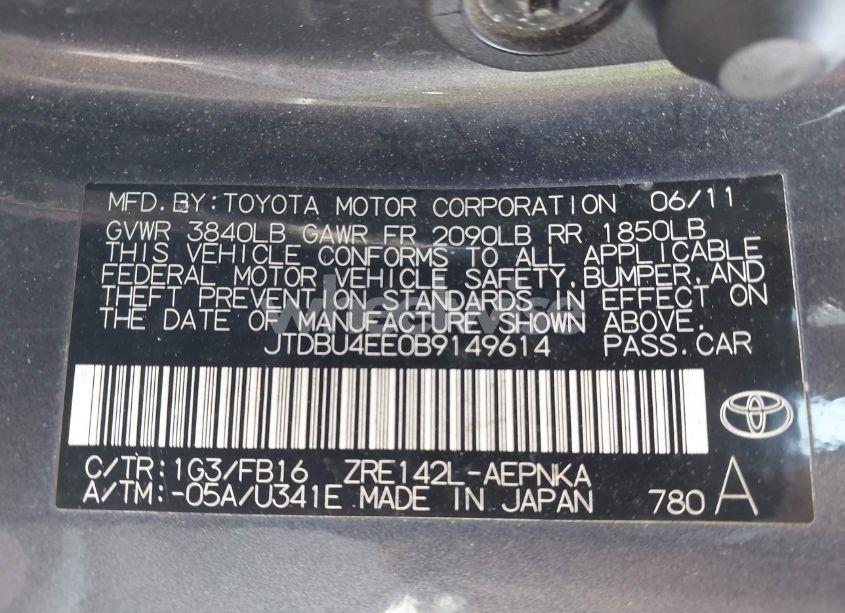 MFD. BY: TOYOTA MOTOR CORPORATION 06/11
GVWR 3840LB GAWR FR 2090LB RR 1850LB
THIS VEHICLE CONFORMS TO ALL APPLICABLE
FEDERAL MOTOR VEHICLE SAFETY, BUMPER, AND
THEFT PREVENTION STANDARDS IN EFFECT ON
THE DATE OF MANUFACTURE SHOWN ABOVE.
JTDBU4EE0B9149614 PASS. CAR
C/TR: 1G3/FB16 ZRE142L-AEPNKA
A/TM: -05A/U341E MADE IN JAPAN 780 A